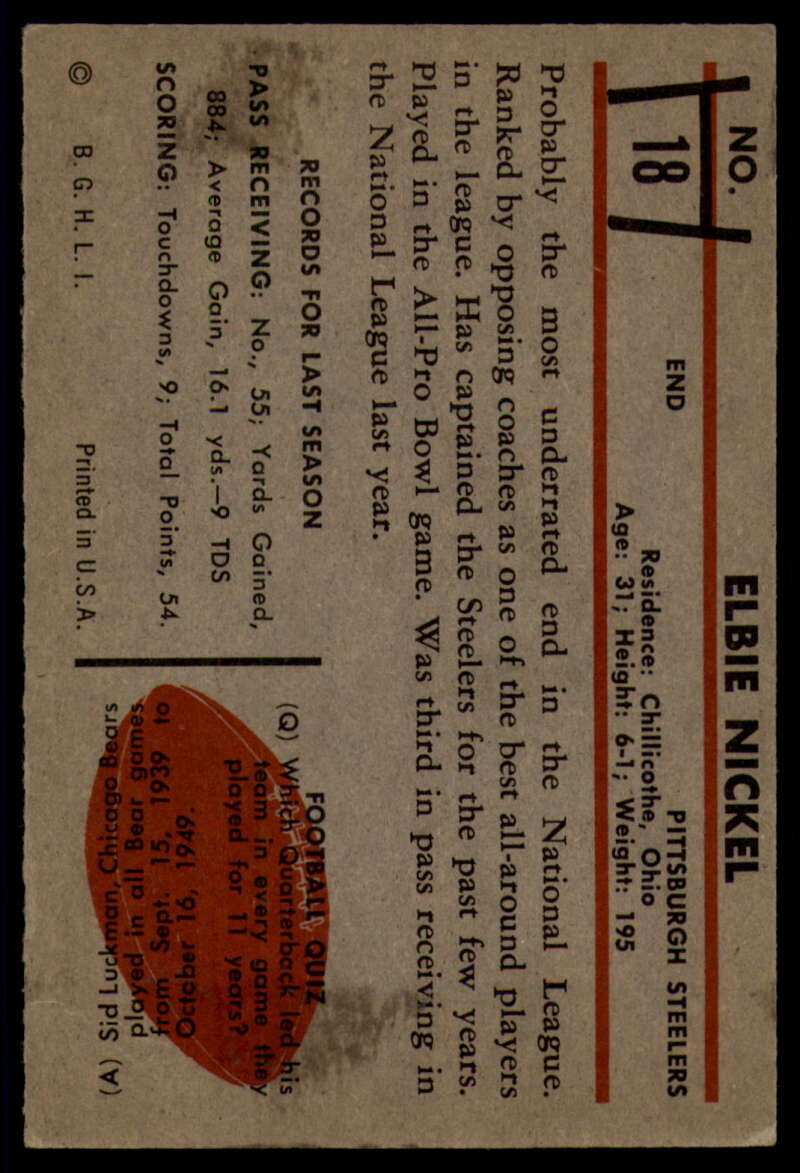 NO.
18
ELBIE NICKEL
END
PITTSBURGH STEELERS
Residence: Chillicothe, Ohio
Age: 31; Height: 6-1; Weight: 195
Probably the most underrated end in the National League.
Ranked by opposing coaches as one of the best all-around players
in the league. Has captained the Steelers for the past few years.
Played in the All-Pro Bowl game. Was third in pass receiving in
the National League last year.
RECORDS FOR LAST SEASON
PASS RECEIVING: No., 55; Yards Gained,
884; Average Gain, 16.1 yds.—9 TDS
SCORING: Touchdowns, 9; Total Points, 54.
© B. G. H. L. I. Printed in U.S.A.
FOOTBALL QUIZ
(Q) Which Quarterback led his
team in every game they
played for 11 years?
October 16, 1949.
from Sept. 15, 1939 to
played in all Bear games
(A) Sid Luckman, Chicago Bears